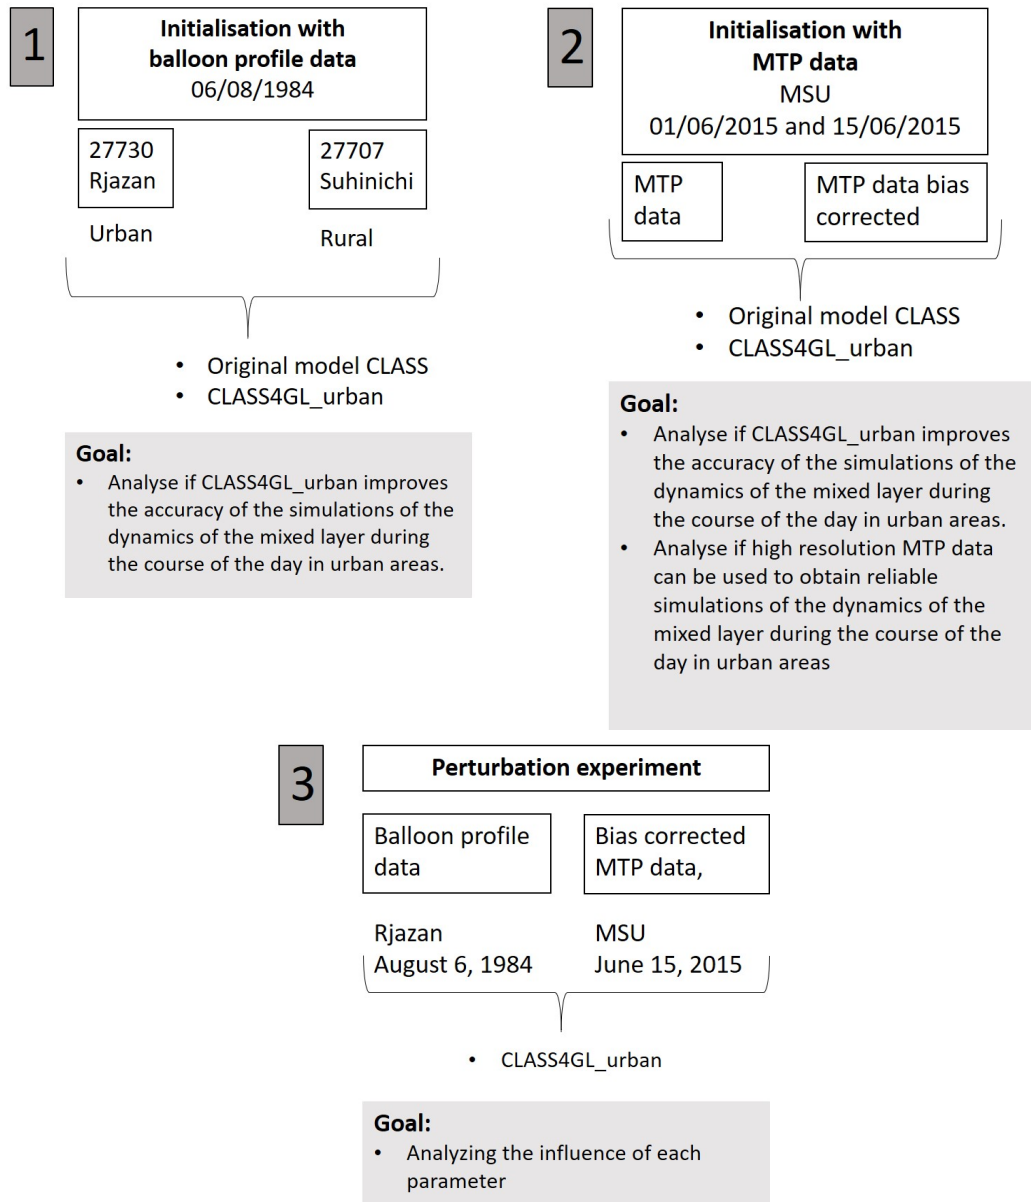 1
Initialisation with
balloon profile data
06/08/1984
27730
Rjazan
27707
Suhinichi
Urban
Rural
• Original model CLASS
• CLASS4GL_urban
Goal:
• Analyse if CLASS4GL_urban improves
the accuracy of the simulations of the
dynamics of the mixed layer during
the course of the day in urban areas.
2
Initialisation with
MTP data
MSU
01/06/2015 and 15/06/2015
MTP
data
MTP data bias
corrected
• Original model CLASS
• CLASS4GL_urban
Goal:
• Analyse if CLASS4GL_urban improves
the accuracy of the simulations of the
dynamics of the mixed layer during
the course of the day in urban areas.
• Analyse if high resolution MTP data
can be used to obtain reliable
simulations of the dynamics of the
mixed layer during the course of the
day in urban areas
3
Perturbation experiment
Balloon profile
data
Bias corrected
MTP data,
Rjazan
August 6, 1984
MSU
June 15, 2015
• CLASS4GL_urban
Goal:
• Analyzing the influence of each
parameter